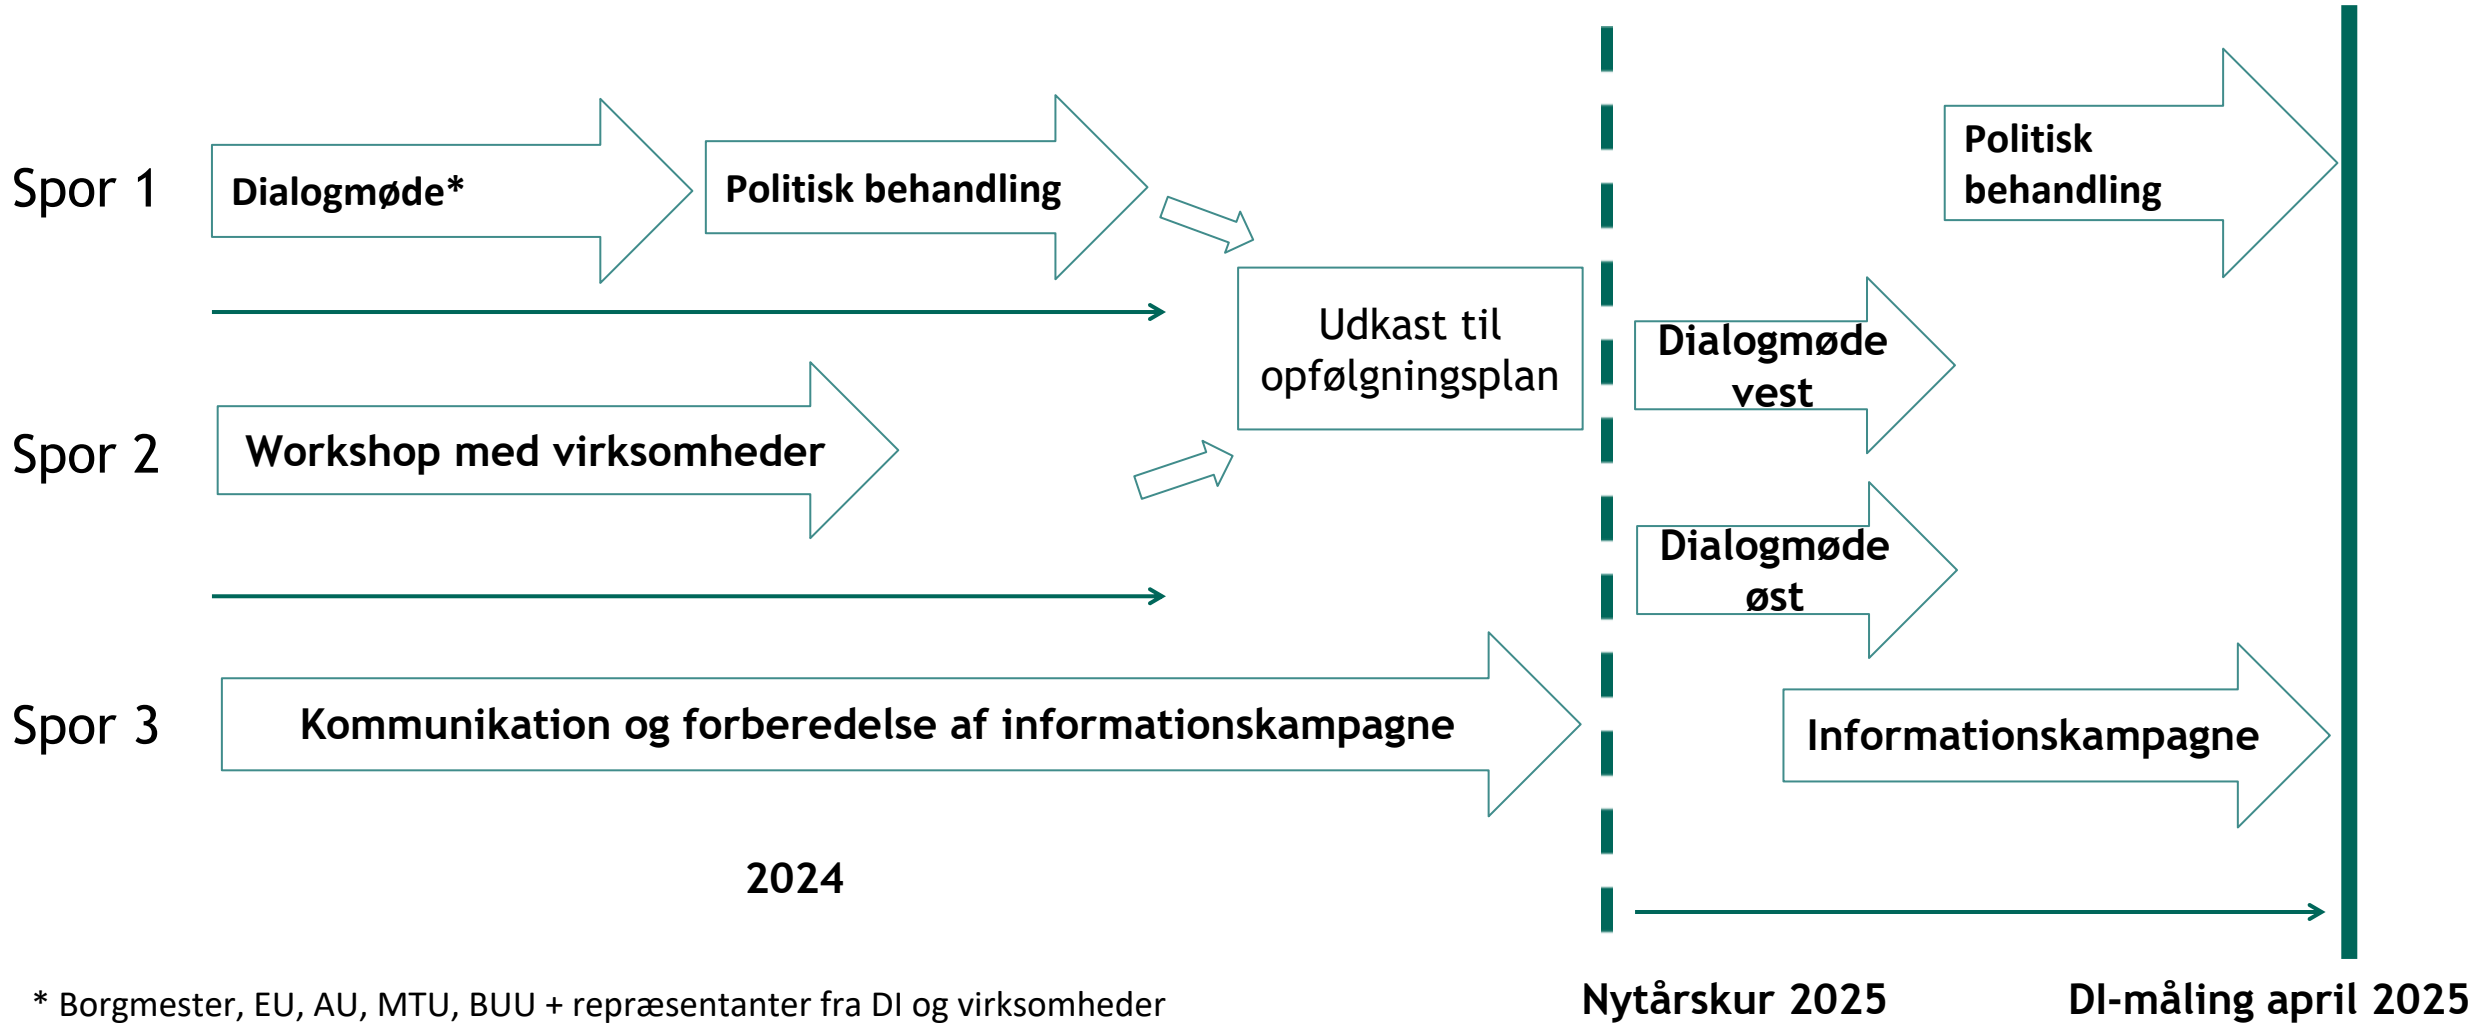 Spor 1
Dialogmøde*
Politisk behandling
Politisk
behandling
Udkast til
opfølgningsplan
Dialogmøde
vest
Spor 2
Workshop med virksomheder
Dialogmøde
øst
Spor 3
Kommunikation og forberedelse af informationskampagne
Informationskampagne
2024
Nytårskur 2025
DI-måling april 2025
* Borgmester, EU, AU, MTU, BUU + repræsentanter fra DI og virksomheder